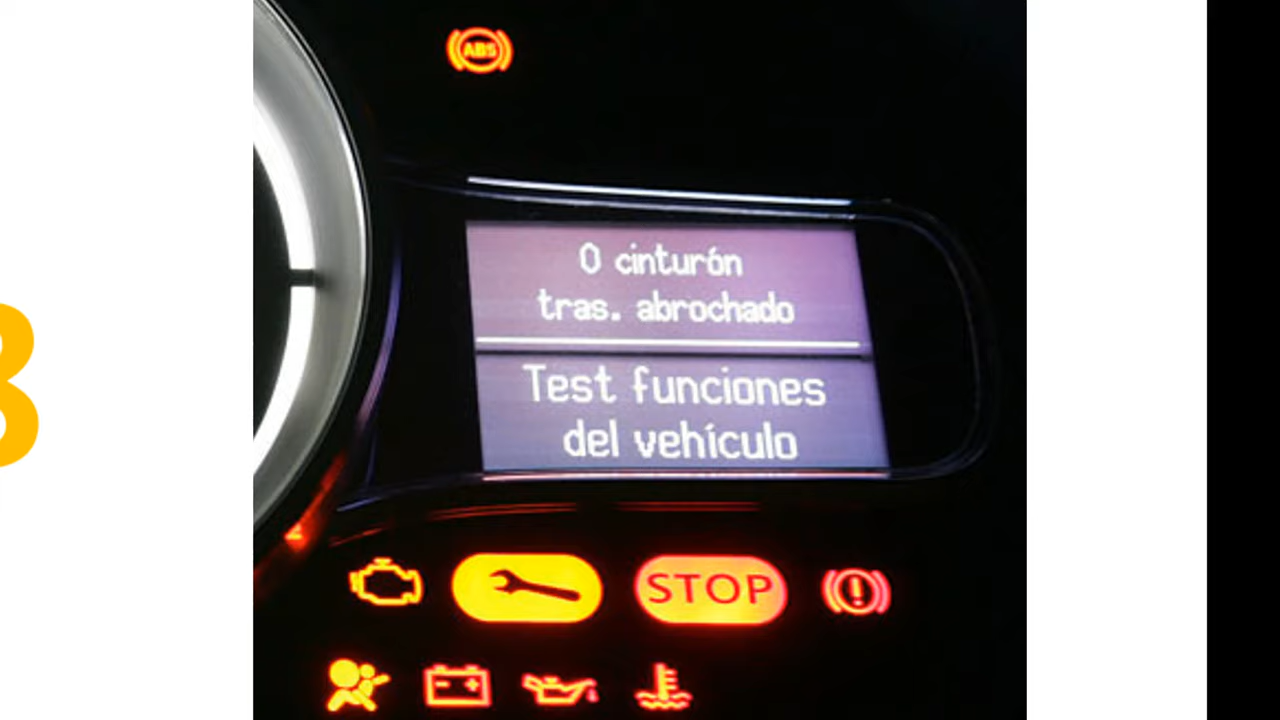 ABS
0 cinturón
tras. abrochado
Test funciones
del vehículo
STOP